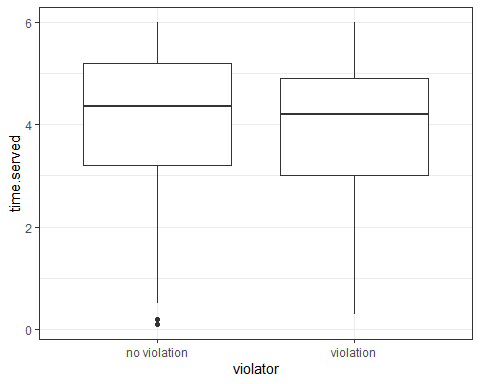 time.served
6
4
2
0
no violation
violation
violator